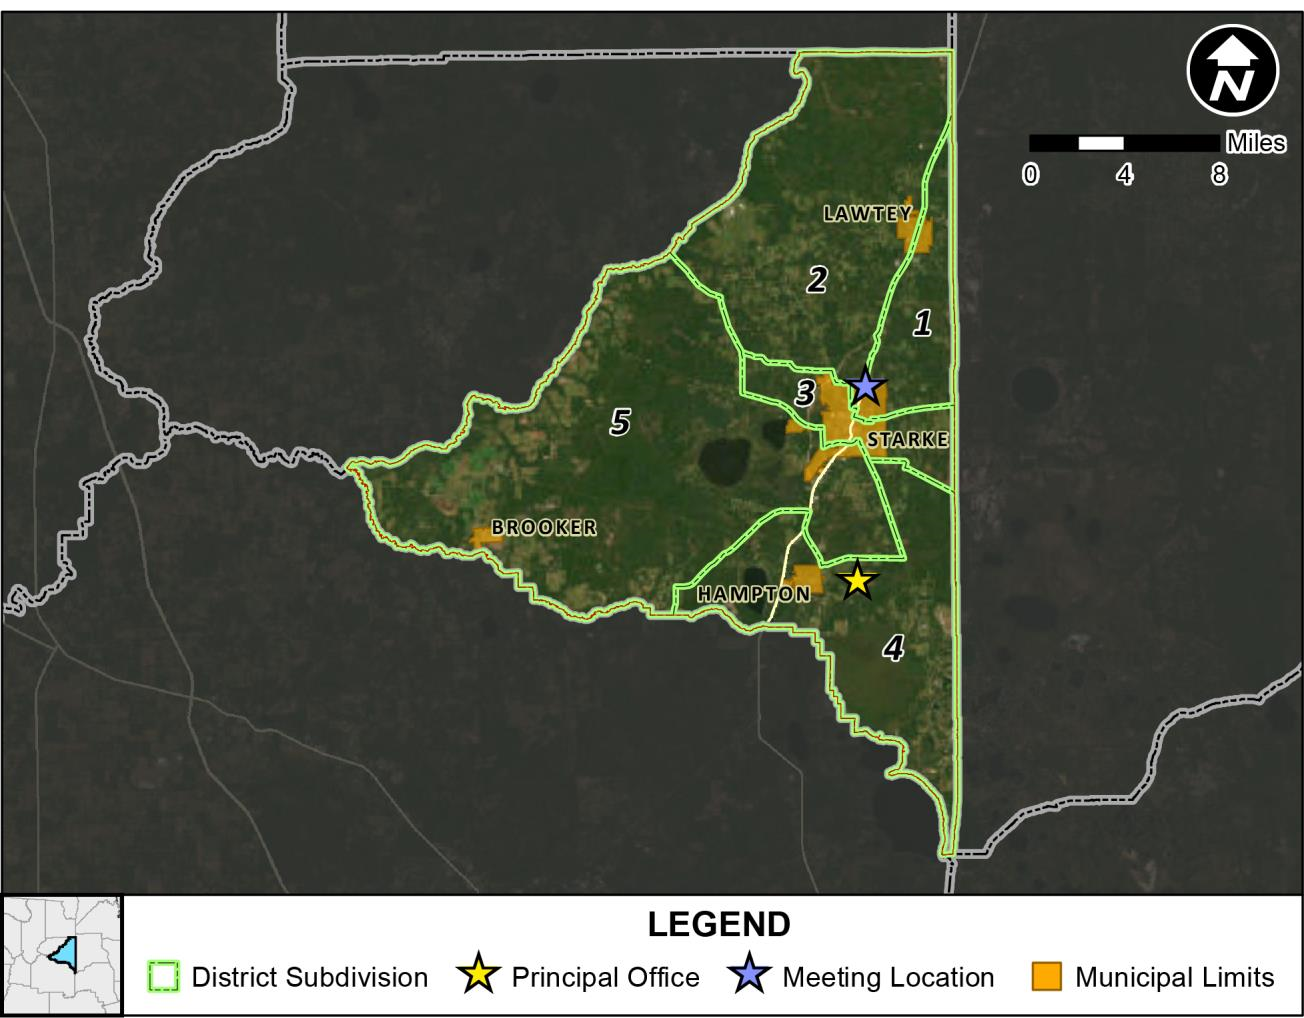 N
Miles
0 4 8
LAWTEY
2
1
3
5
STARKE
BROOKER
HAMPTON
4
LEGEND
District Subdivision Principal Office Meeting Location Municipal Limits